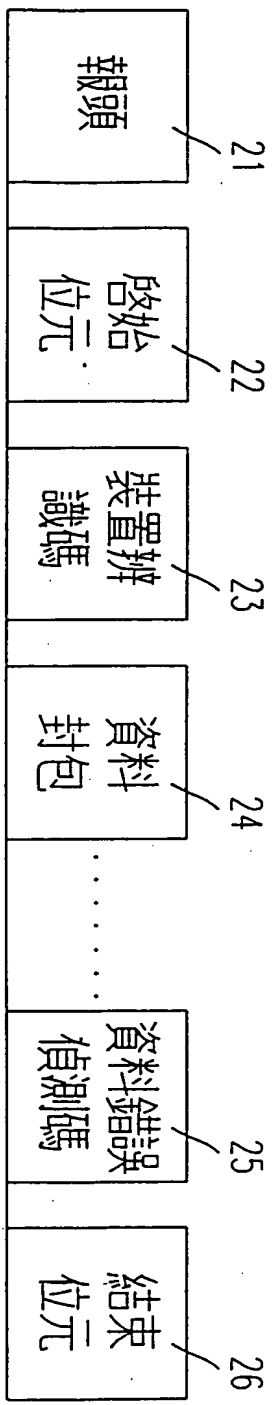 21
報頭
22
啓始
位元
23
裝置辨
識碼
24
資料
封包
......
25
資料錯誤
偵測碼
26
結束
位元